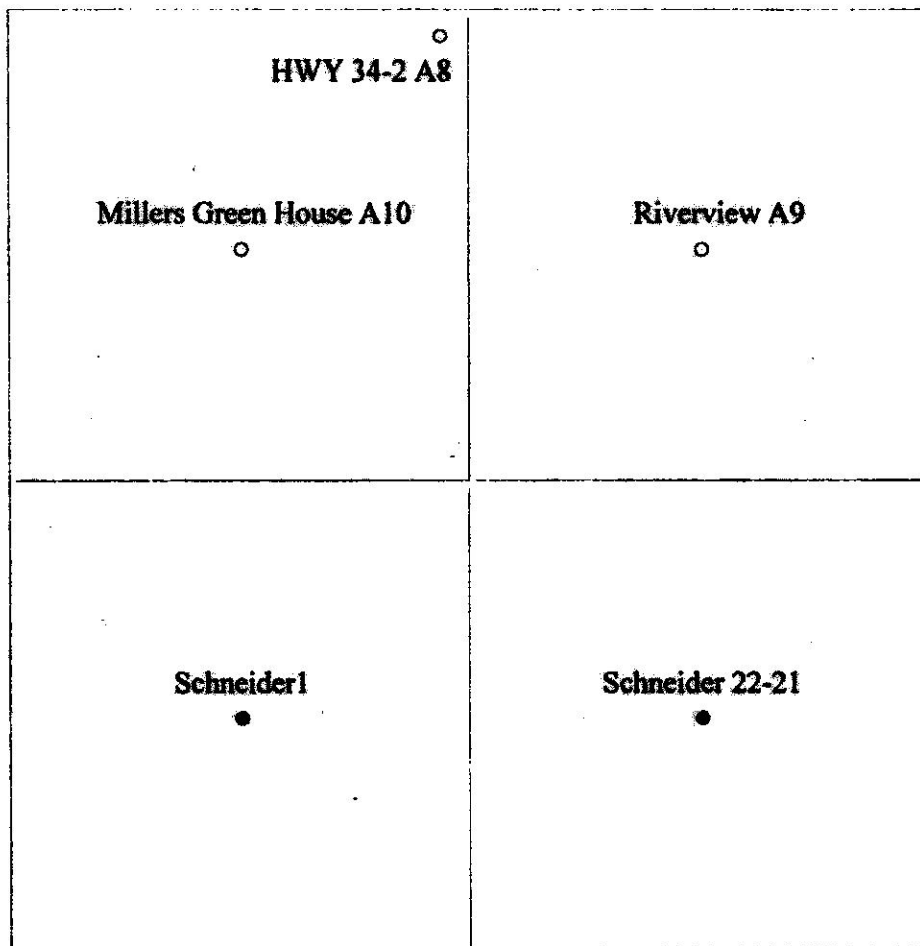 HWY 34-2 A8
Millers Green House A10
Riverview A9
Schneider1
Schneider 22-21